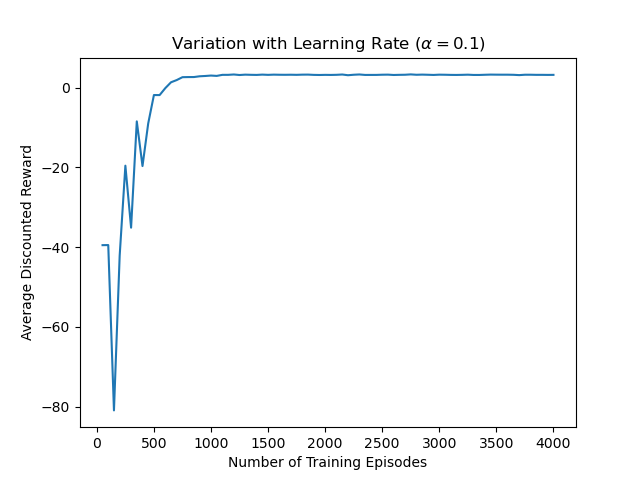 Variation with Learning Rate (α = 0.1)
Average Discounted Reward
0
−20
−40
−60
−80
0 500 1000 1500 2000 2500 3000 3500 4000
Number of Training Episodes